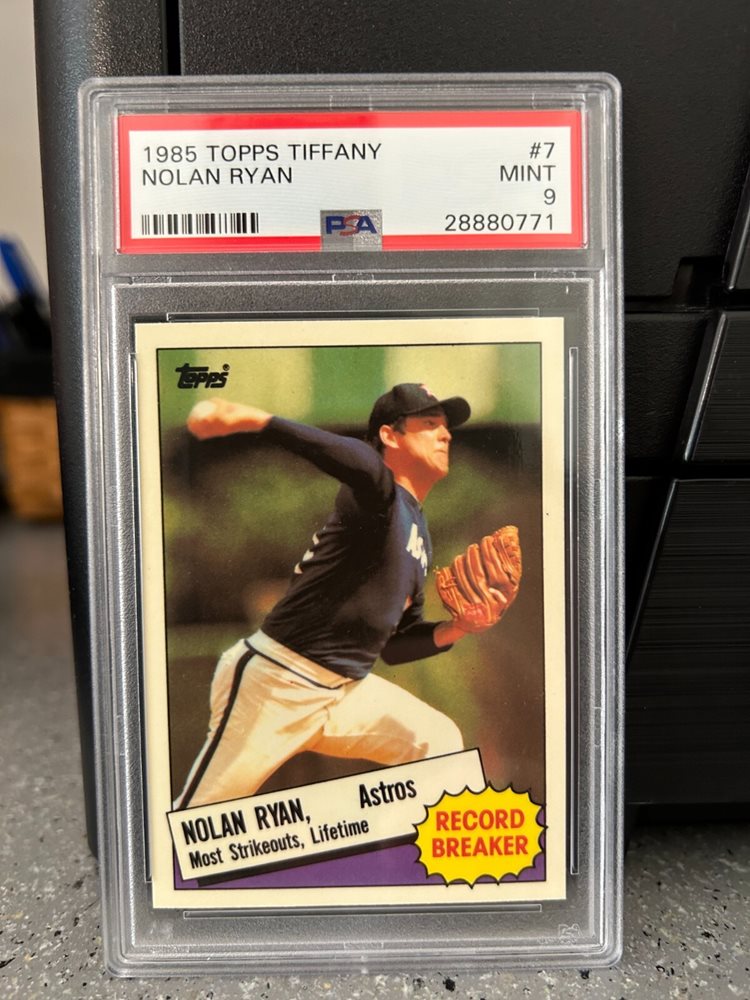 1985 TOPPS TIFFANY #7
NOLAN RYAN MINT
9
PSA 28880771
Topps®
NOLAN RYAN, Astros
Most Strikeouts, Lifetime
RECORD
BREAKER